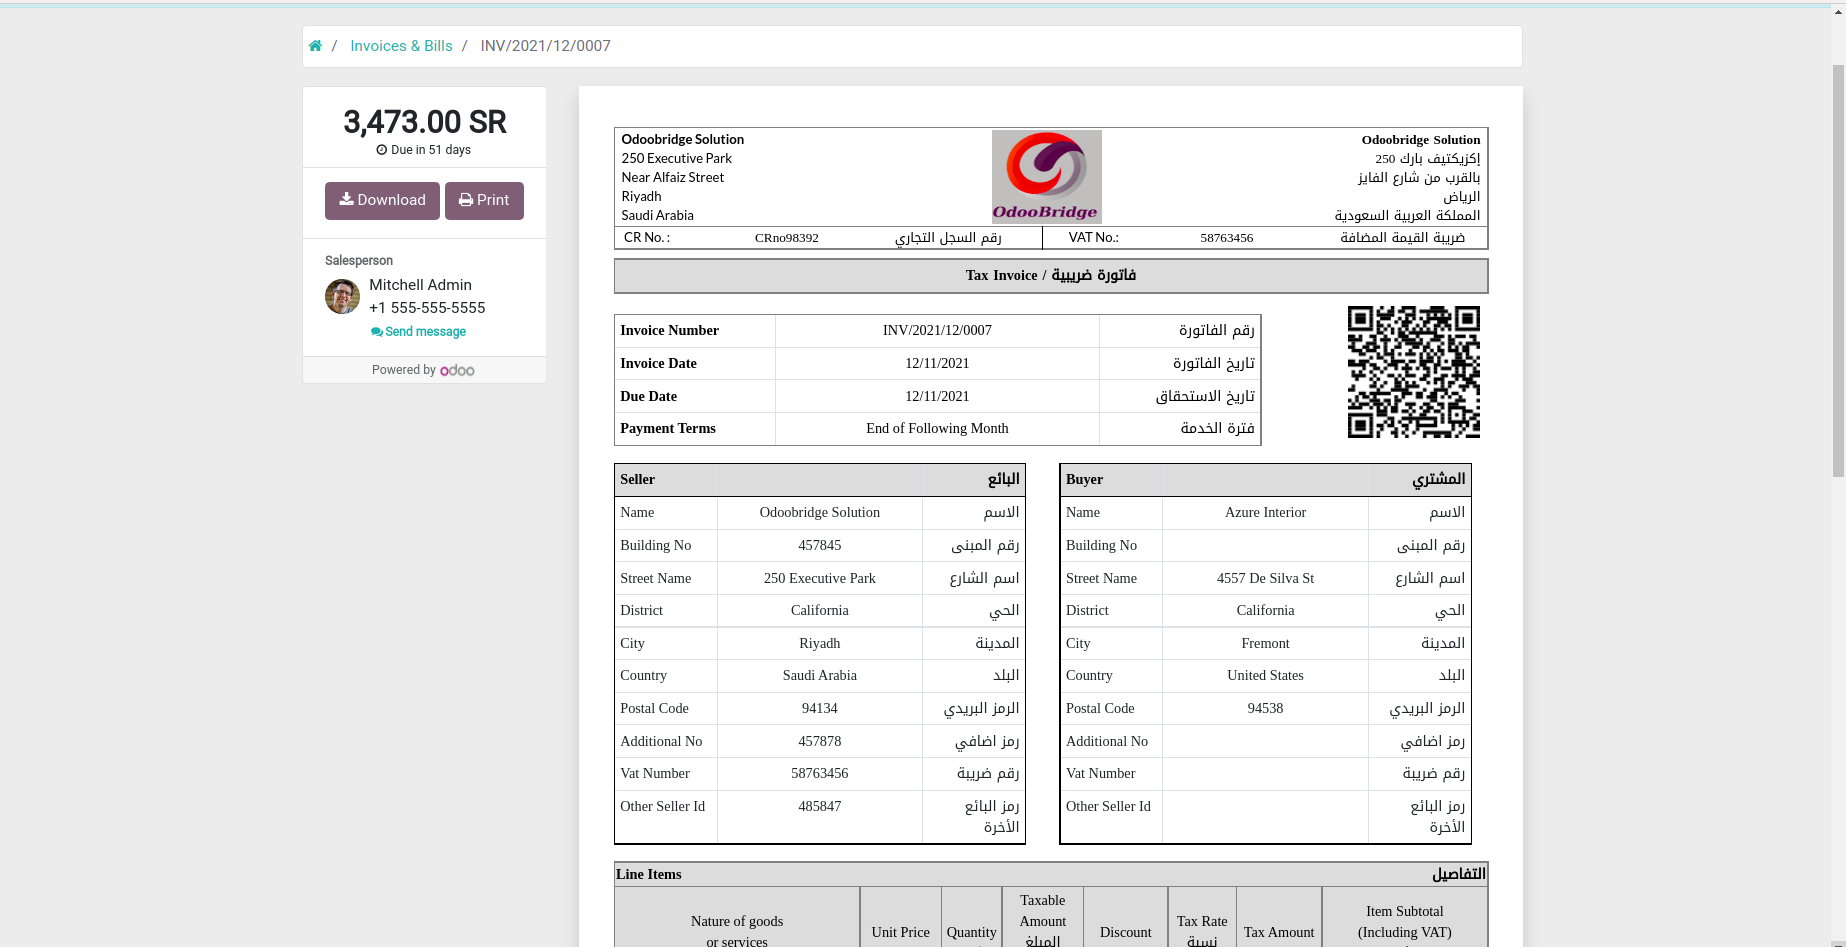 / Invoices & Bills / INV/2021/12/0007
3,473.00 SR
Due in 51 days
Download Print
Salesperson
Mitchell Admin
+1 555-555-5555
Send message
Powered by odoo
Odoobridge Solution
250 Executive Park
Near Alfaiz Street
Riyadh
Saudi Arabia
OdooBridge
Odoobridge Solution
250 إكزيكتيف بارك
بالقرب من شارع الفايز
الرياض
المملكة العربية السعودية
CR No. : CRno98392 رقم السجل التجاري VAT No.: 58763456 ضريبة القيمة المضافة
Tax Invoice / فاتورة ضريبية
Invoice Number INV/2021/12/0007 رقم الفاتورة
Invoice Date 12/11/2021 تاريخ الفاتورة
Due Date 12/11/2021 تاريخ الاستحقاق
Payment Terms End of Following Month فترة الخدمة
Seller البائع
Name Odoobridge Solution الاسم
Building No 457845 رقم المبنى
Street Name 250 Executive Park اسم الشارع
District California الحي
City Riyadh المدينة
Country Saudi Arabia البلد
Postal Code 94134 الرمز البريدي
Additional No 457878 رمز اضافي
Vat Number 58763456 رقم ضريبة
Other Seller Id 485847 رمز البائع
الأخرة
Buyer المشتري
Name Azure Interior الاسم
Building No رقم المبنى
Street Name 4557 De Silva St اسم الشارع
District California الحي
City Fremont المدينة
Country United States البلد
Postal Code 94538 الرمز البريدي
Additional No رمز اضافي
Vat Number رقم ضريبة
Other Seller Id رمز البائع
الأخرة
Line Items التفاصيل
Nature of goods
or services
Unit Price
Quantity
Taxable
Amount
المبلغ
Discount
Tax Rate
نسبة
Tax Amount
Item Subtotal
(Including VAT)